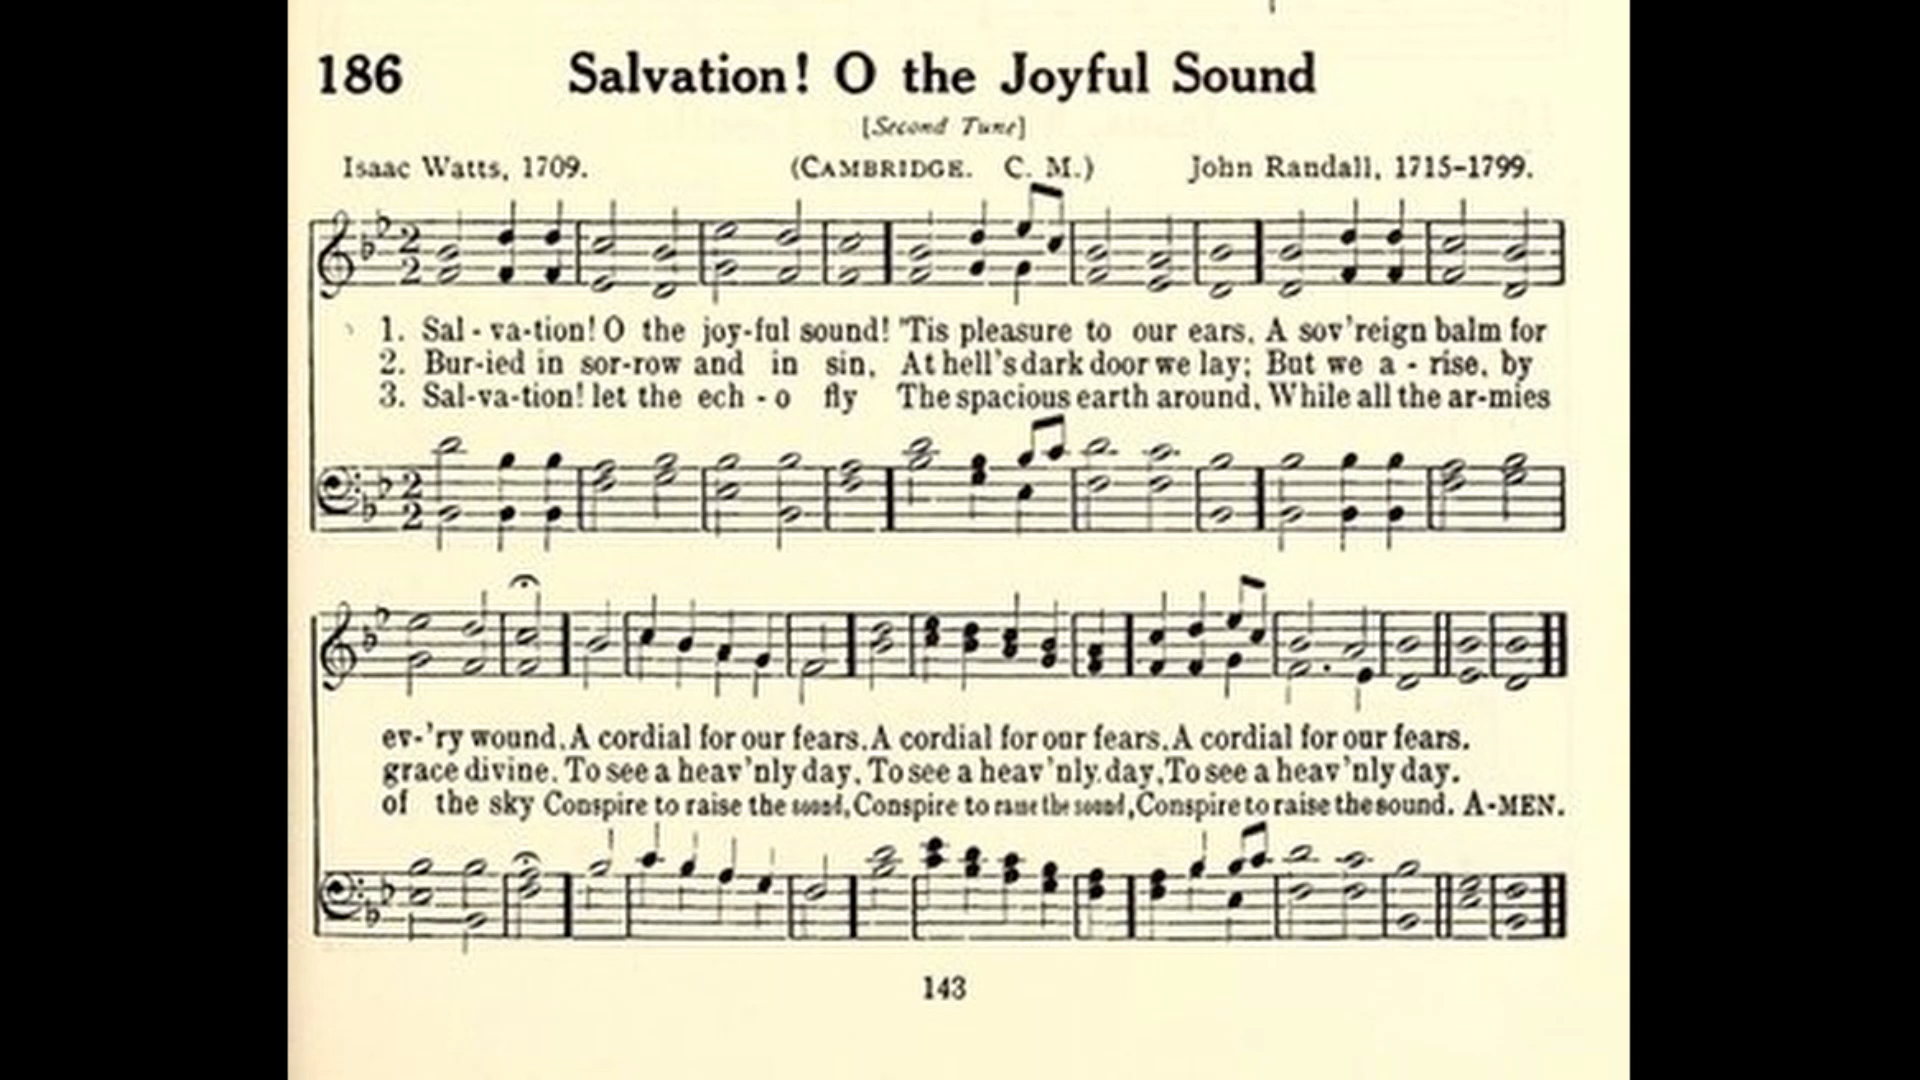 186 Salvation! O the Joyful Sound
[Second Tune]
Isaac Watts, 1709. (CAMBRIDGE. C. M.) John Randall, 1715-1799.
1. Sal - va-tion! O the joy-ful sound! 'Tis pleasure to our ears, A sov'reign balm for
2. Bur-ied in sor-row and in sin, At hell's dark door we lay; But we a - rise, by
3. Sal-va-tion! let the ech - o fly The spacious earth around, While all the ar-mies
ev-'ry wound, A cordial for our fears, A cordial for our fears, A cordial for our fears.
grace divine, To see a heav'nly day, To see a heav'nly day, To see a heav'nly day.
of the sky Conspire to raise the sound, Conspire to raise the sound, Conspire to raise the sound. A-MEN.
143